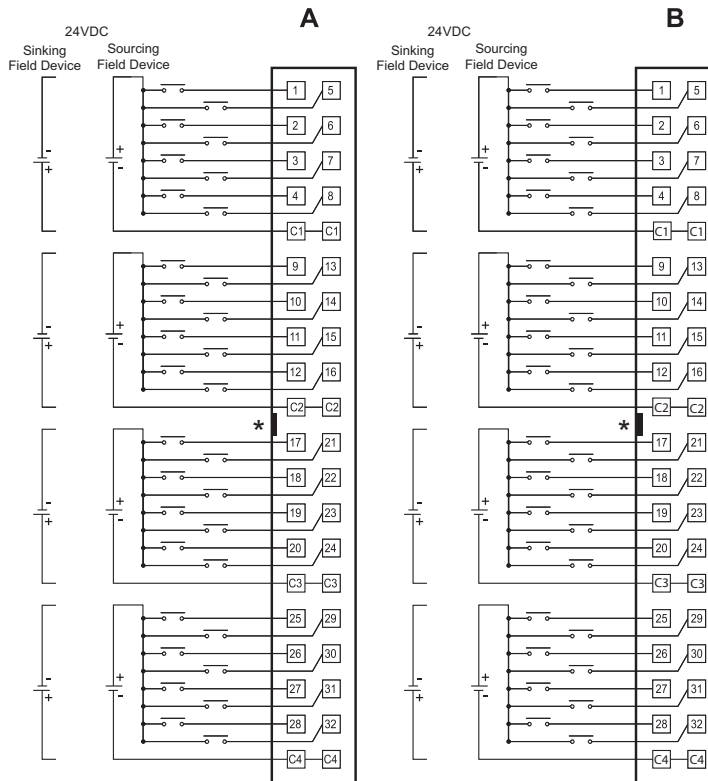 A B
24VDC 24VDC
Sinking Field Device Sourcing Field Device Sinking Field Device Sourcing Field Device
1 5 1 5
2 6 2 6
- + - - + -
+ 3 7 + 3 7
4 8 4 8
C1 C1 C1 C1
9 13 9 13
10 14 10 14
- + - - + -
+ 11 15 + 11 15
12 16 12 16
C2 C2 C2 C2
* *
17 21 17 21
18 22 18 22
- + - - + -
+ 19 23 + 19 23
20 24 20 24
C3 C3 C3 C3
25 29 25 29
26 30 26 30
- + - - + -
+ 27 31 + 27 31
28 32 28 32
C4 C4 C4 C4